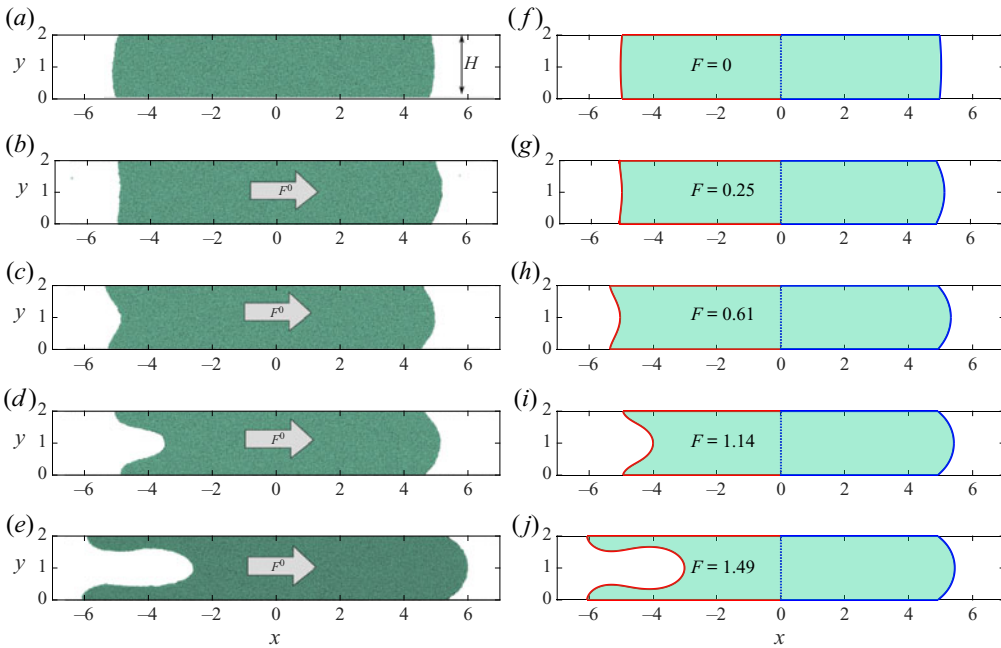 (a) (f)
y 2 1 0 H F = 0 2 1 0
−6 −4 −2 0 2 4 6 −6 −4 −2 0 2 4 6
(b) (g)
y 2 1 0 F⁰ F = 0.25 2 1 0
−6 −4 −2 0 2 4 6 −6 −4 −2 0 2 4 6
(c) (h)
y 2 1 0 F⁰ F = 0.61 2 1 0
−6 −4 −2 0 2 4 6 −6 −4 −2 0 2 4 6
(d) (i)
y 2 1 0 F⁰ F = 1.14 2 1 0
−6 −4 −2 0 2 4 6 −6 −4 −2 0 2 4 6
(e) (j)
y 2 1 0 F⁰ F = 1.49 2 1 0
−6 −4 −2 0 2 4 6 −6 −4 −2 0 2 4 6
x x